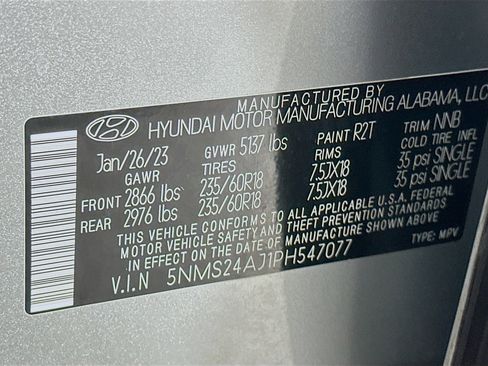 MANUFACTURED BY
HYUNDAI MOTOR MANUFACTURING ALABAMA, LLC
Jan/26/23 GVWR 5137 lbs PAINT R2T TRIM NNB
GAWR TIRES RIMS COLD TIRE INFL
FRONT 2866 lbs 235/60R18 7.5JX18 35 psi SINGLE
REAR 2976 lbs 235/60R18 7.5JX18 35 psi SINGLE
THIS VEHICLE CONFORMS TO ALL APPLICABLE U.S.A. FEDERAL
MOTOR VEHICLE SAFETY AND THEFT PREVENTION STANDARDS
IN EFFECT ON THE DATE OF MANUFACTURE SHOWN ABOVE.
V.I.N 5NMS24AJ1PH547077 TYPE: MPV